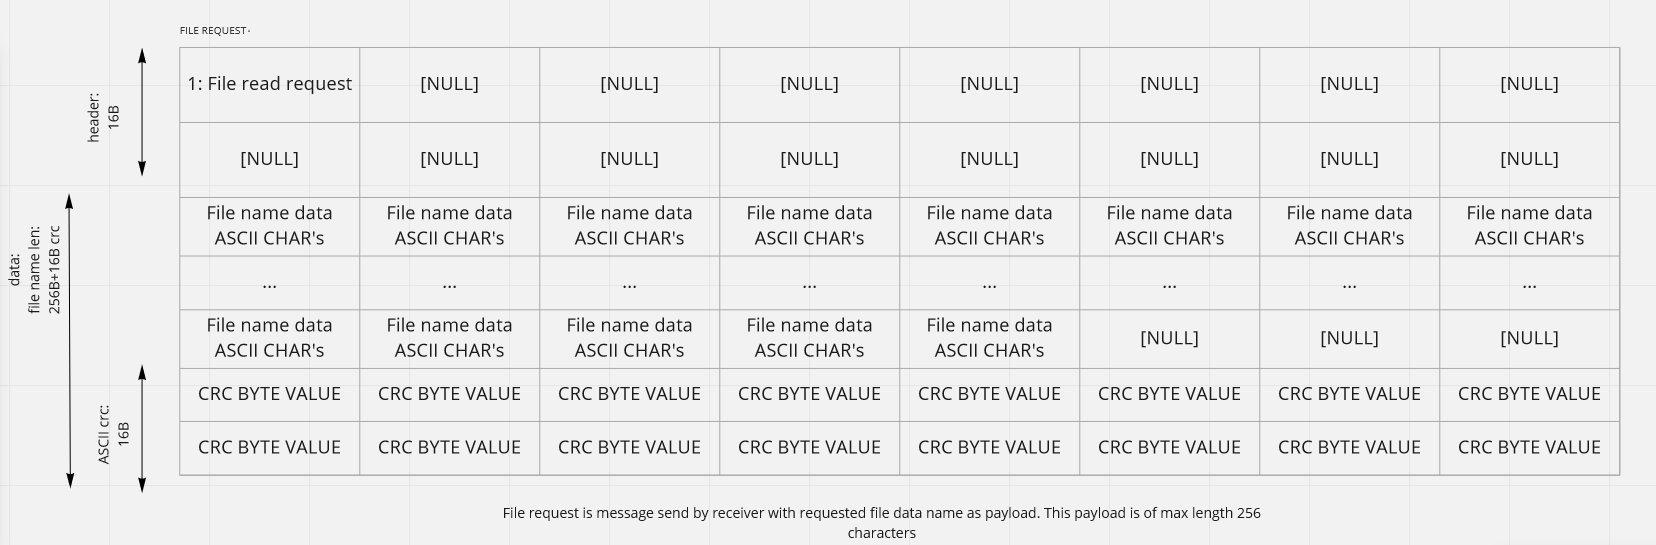 FILE REQUEST·
header:
16B
1: File read request [NULL] [NULL] [NULL] [NULL] [NULL] [NULL] [NULL]
[NULL] [NULL] [NULL] [NULL] [NULL] [NULL] [NULL] [NULL]
data:
file name len:
256B+16B crc
File name data File name data File name data File name data File name data File name data File name data File name data
ASCII CHAR's ASCII CHAR's ASCII CHAR's ASCII CHAR's ASCII CHAR's ASCII CHAR's ASCII CHAR's ASCII CHAR's
... ... ... ... ... ... ... ...
File name data File name data File name data File name data File name data [NULL] [NULL] [NULL]
ASCII CHAR's ASCII CHAR's ASCII CHAR's ASCII CHAR's ASCII CHAR's
ASCII crc:
16B
CRC BYTE VALUE CRC BYTE VALUE CRC BYTE VALUE CRC BYTE VALUE CRC BYTE VALUE CRC BYTE VALUE CRC BYTE VALUE CRC BYTE VALUE
CRC BYTE VALUE CRC BYTE VALUE CRC BYTE VALUE CRC BYTE VALUE CRC BYTE VALUE CRC BYTE VALUE CRC BYTE VALUE CRC BYTE VALUE
File request is message send by receiver with requested file data name as payload. This payload is of max length 256
characters